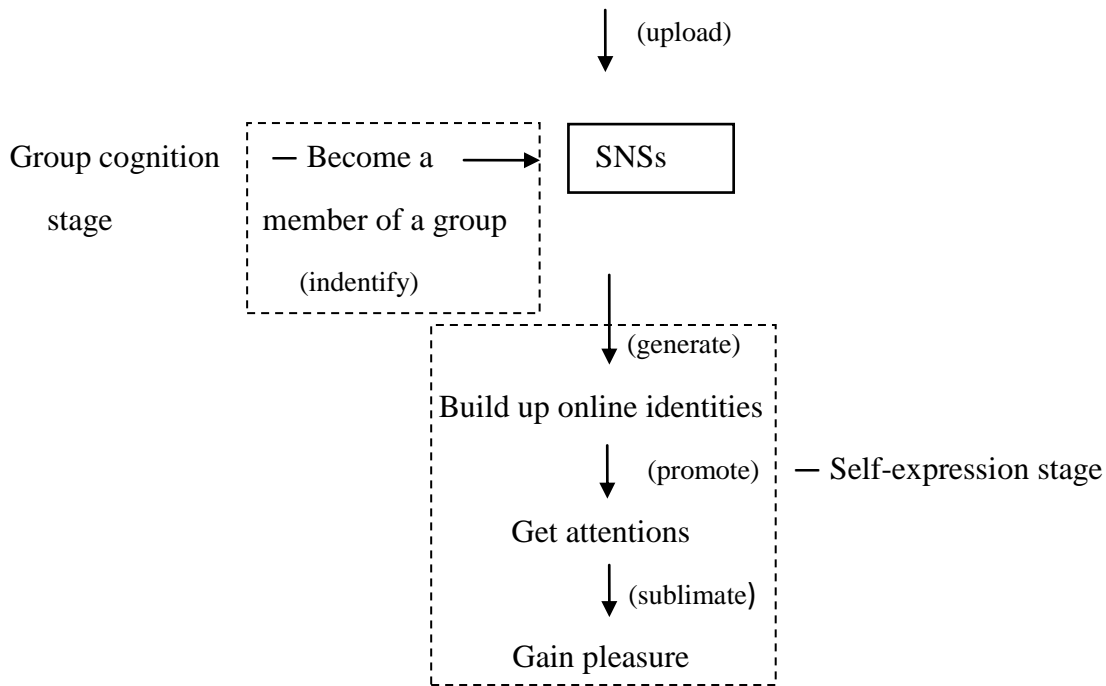 (upload)
Group cognition — Become a SNSs
stage member of a group
(indentify)
(generate)
Build up online identities
(promote) — Self-expression stage
Get attentions
(sublimate)
Gain pleasure